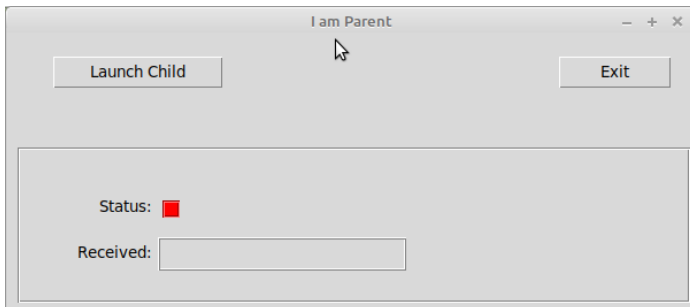 I am Parent
Launch Child
Exit
Status:
Received: